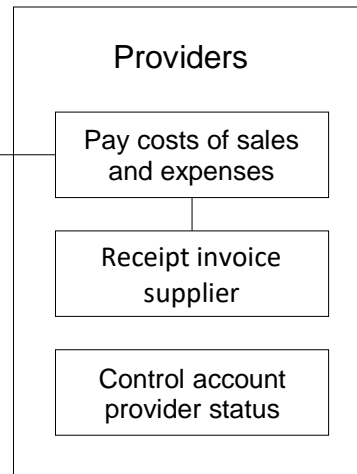 Providers
Pay costs of sales
and expenses
Receipt invoice
supplier
Control account
provider status